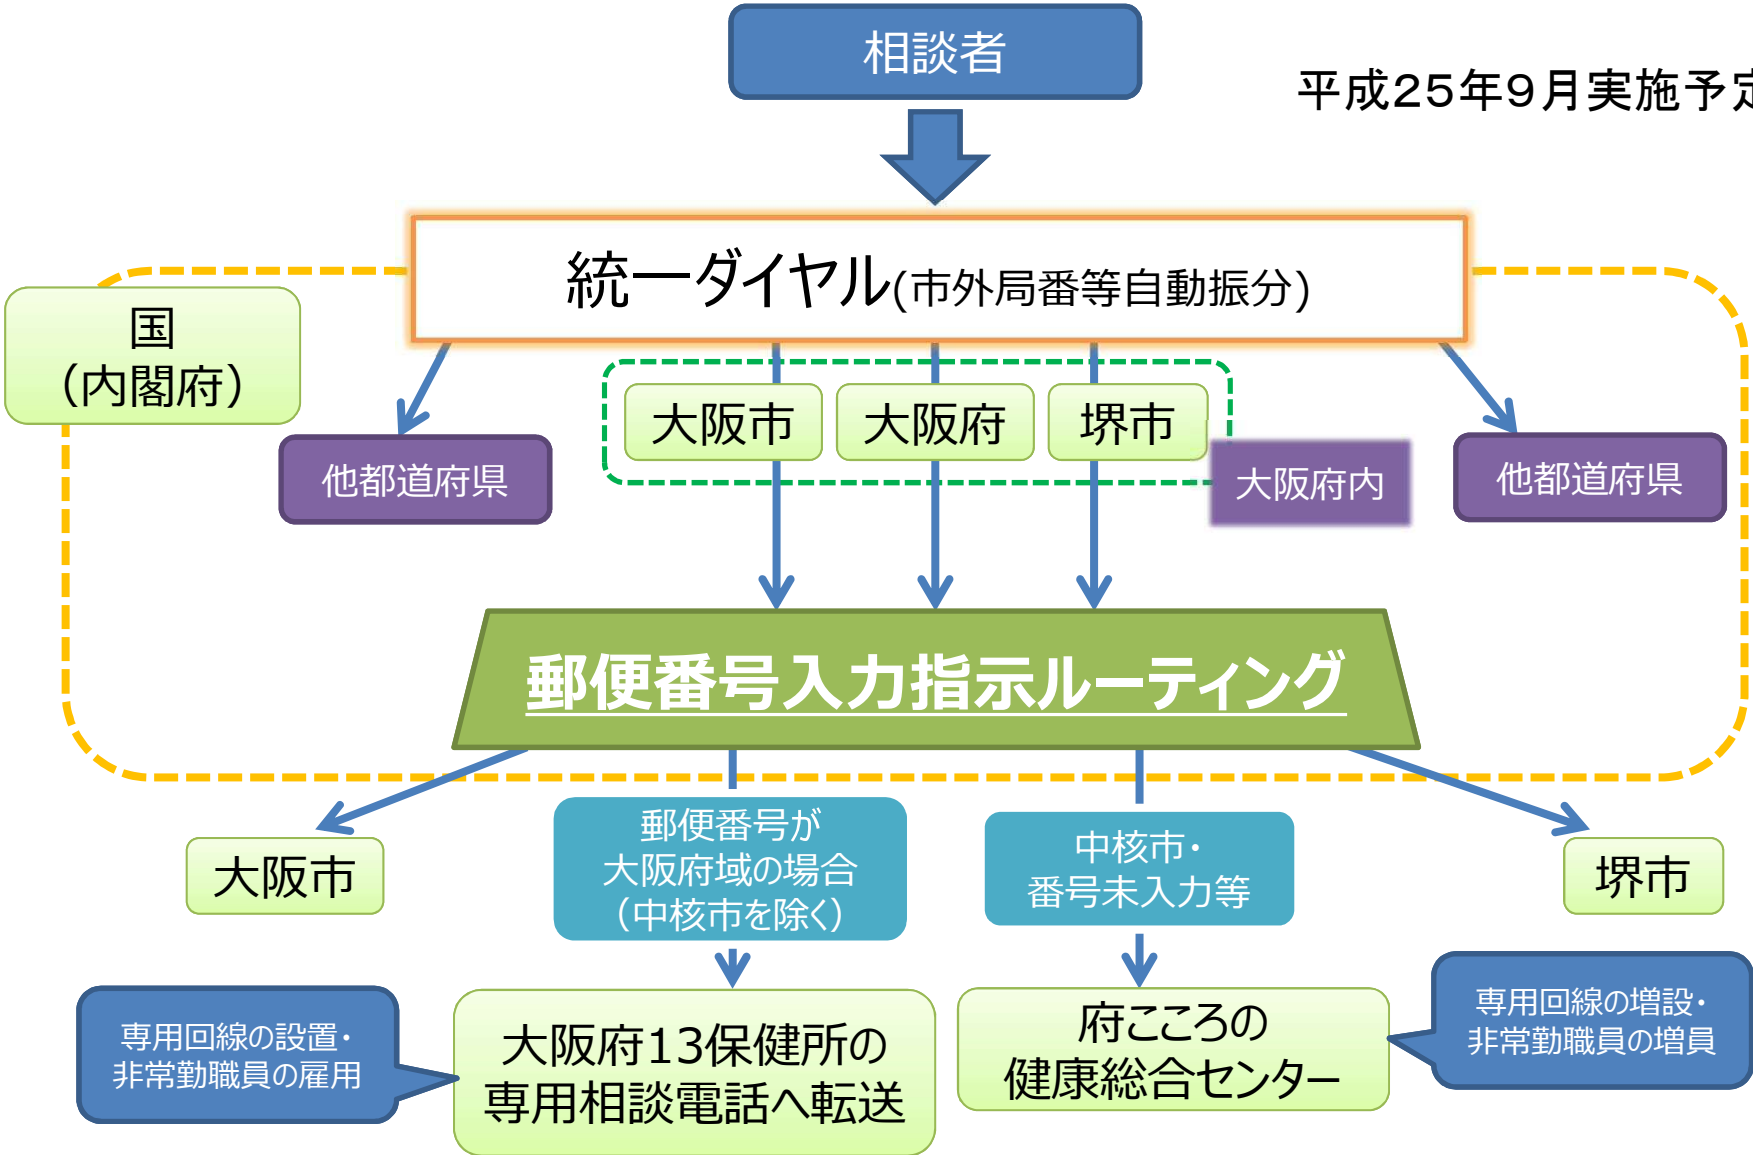 相談者
平成25年9月実施予定
統一ダイヤル(市外局番等自動振分)
国
（内閣府）
大阪市
大阪府
堺市
他都道府県
大阪府内
他都道府県
郵便番号入力指示ルーティング
大阪市
郵便番号が
大阪府域の場合
（中核市を除く）
中核市・
番号未入力等
堺市
専用回線の設置・
非常勤職員の雇用
大阪府13保健所の
専用相談電話へ転送
府こころの
健康総合センター
専用回線の増設・
非常勤職員の増員